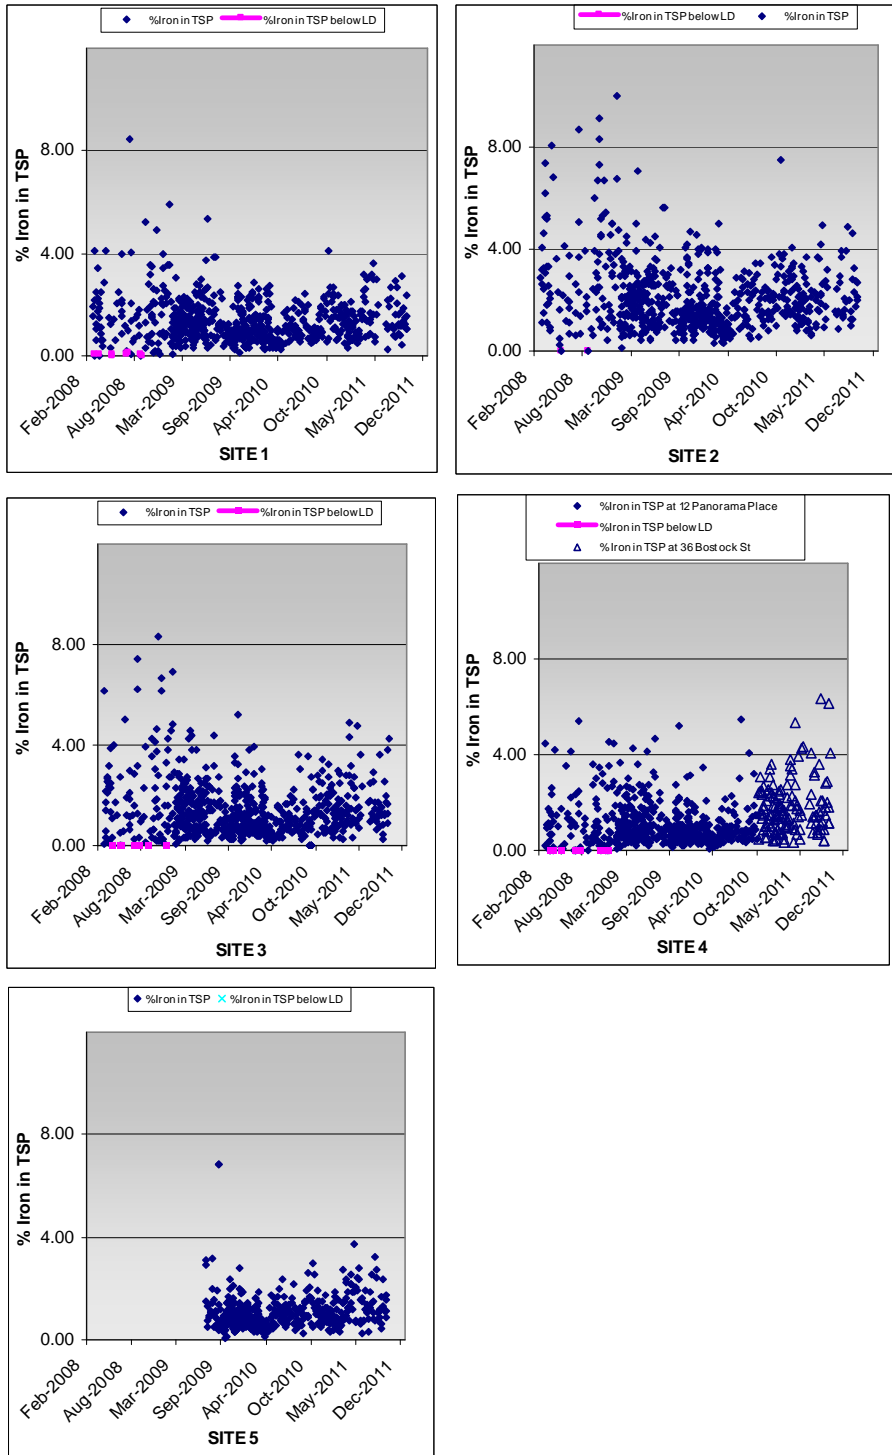 %Iron in TSP %Iron in TSP below LD
% Iron in TSP
8.00
4.00
0.00
Feb-2008 Aug-2008 Mar-2009 Sep-2009 Apr-2010 Oct-2010 May-2011 Dec-2011
SITE 1
%Iron in TSP below LD %Iron in TSP
% Iron in TSP
8.00
4.00
0.00
Feb-2008 Aug-2008 Mar-2009 Sep-2009 Apr-2010 Oct-2010 May-2011 Dec-2011
SITE 2
%Iron in TSP %Iron in TSP below LD
% Iron in TSP
8.00
4.00
0.00
Feb-2008 Aug-2008 Mar-2009 Sep-2009 Apr-2010 Oct-2010 May-2011 Dec-2011
SITE 3
%Iron in TSP at 12 Panorama Place
%Iron in TSP below LD
%Iron in TSP at 36 Bostock St
% Iron in TSP
8.00
4.00
0.00
Feb-2008 Aug-2008 Mar-2009 Sep-2009 Apr-2010 Oct-2010 May-2011 Dec-2011
SITE 4
%Iron in TSP %Iron in TSP below LD
% Iron in TSP
8.00
4.00
0.00
Feb-2008 Aug-2008 Mar-2009 Sep-2009 Apr-2010 Oct-2010 May-2011 Dec-2011
SITE 5